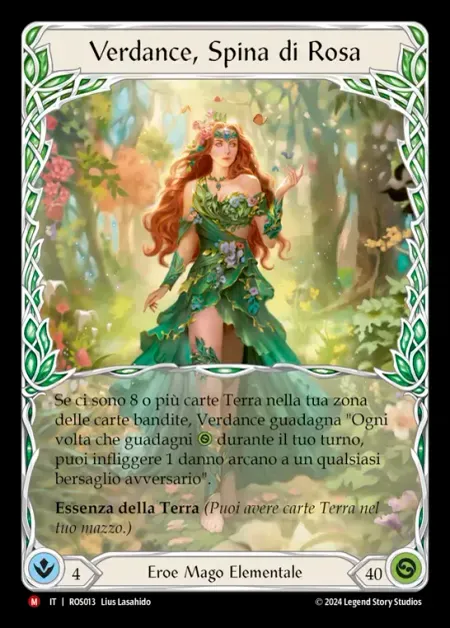 Verdance, Spina di Rosa
Se ci sono 8 o più carte Terra nella tua zona
delle carte bandite, Verdance guadagna "Ogni
volta che guadagni durante il tuo turno,
puoi infliggere 1 danno arcano a un qualsiasi
bersaglio avversario".
Essenza della Terra (Puoi avere carte Terra nel
tuo mazzo.)
4 Eroe Mago Elementale 40
M IT | ROS013 Lius Lasahido © 2024 Legend Story Studios